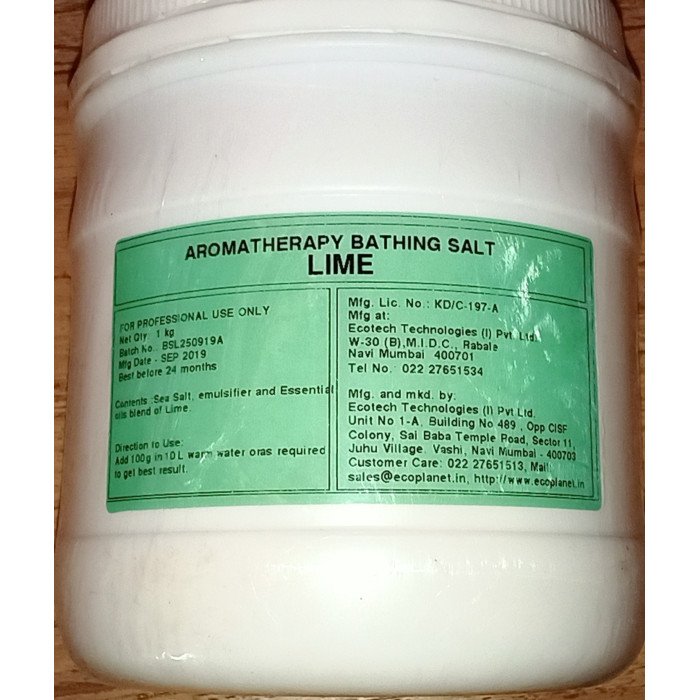 AROMATHERAPY BATHING SALT
LIME
FOR PROFESSIONAL USE ONLY
Net Qty: 1 kg
Batch No.: BSL250919A
Mfg Date - SEP 2019
Best before 24 months
Contents :Sea Salt, emulsifier and Essential
oils blend of Lime.
Direction to Use:
Add 100g in 10 L warm water oras required
to get best result.
Mfg. Lic. No.: KD/C-197-A
Mfg at:
Ecotech Technologies (I) Pvt. Ltd.
W-30 (B),M.I.D.C., Rabale
Navi Mumbai 400701
Tel No. 022 27651534
Mfg. and mkd. by:
Ecotech Technologies (I) Pvt Ltd.
Unit No 1-A, Building No 489 , Opp CISF
Colony, Sai Baba Temple Road, Sector 11,
Juhu Village. Vashi, Navi Mumbai - 400703
Customer Care: 022 27651513, Mail:
sales@ecoplanet.in, http://www.ecoplanet.in